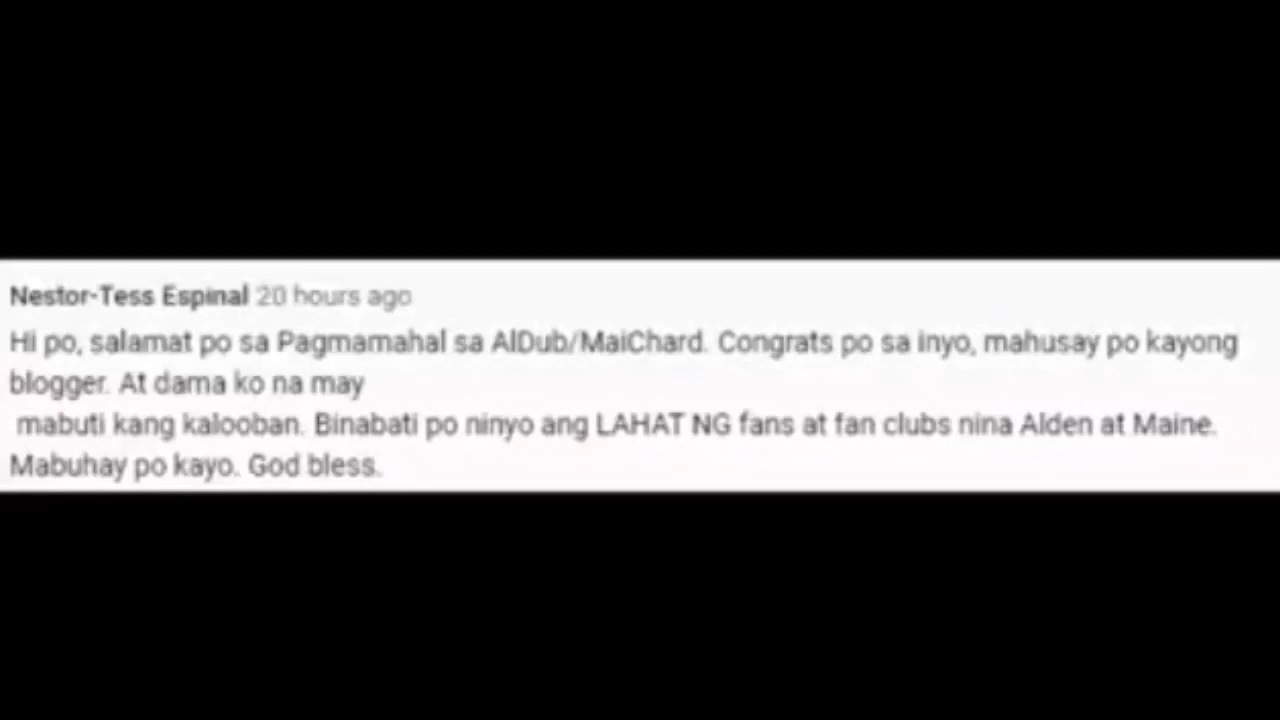 Nestor-Tess Espinal 20 hours ago
Hi po, salamat po sa Pagmamahal sa AlDub/MaiChard. Congrats po sa inyo, mahusay po kayong
blogger. At dama ko na may
mabuti kang kalooban. Binabati po ninyo ang LAHAT NG fans at fan clubs nina Alden at Maine.
Mabuhay po kayo. God bless.